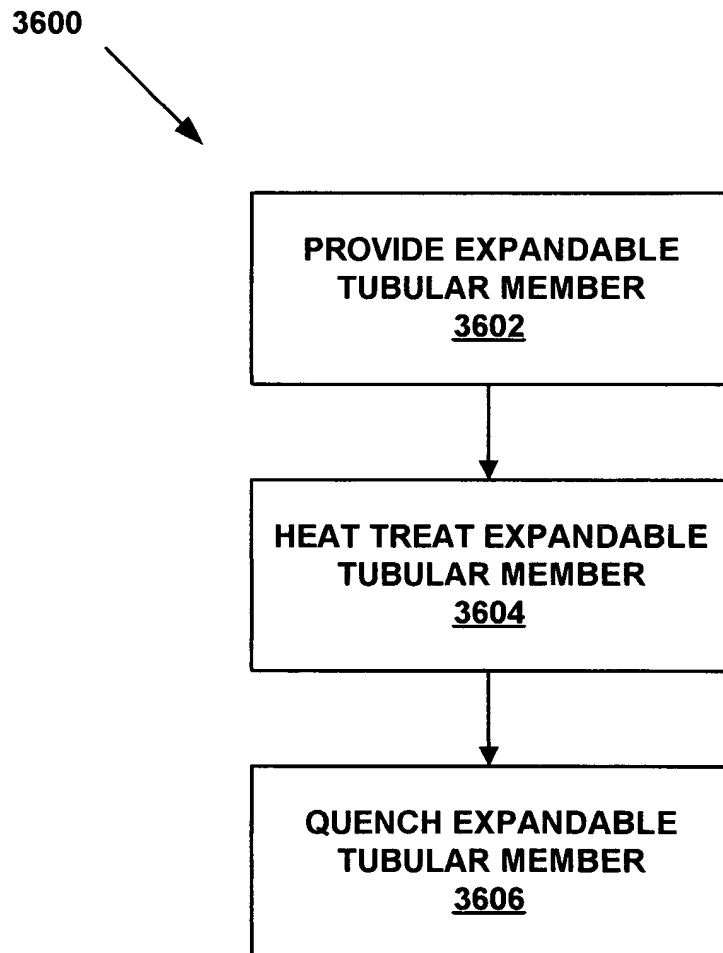 3600
PROVIDE EXPANDABLE
TUBULAR MEMBER
3602
HEAT TREAT EXPANDABLE
TUBULAR MEMBER
3604
QUENCH EXPANDABLE
TUBULAR MEMBER
3606